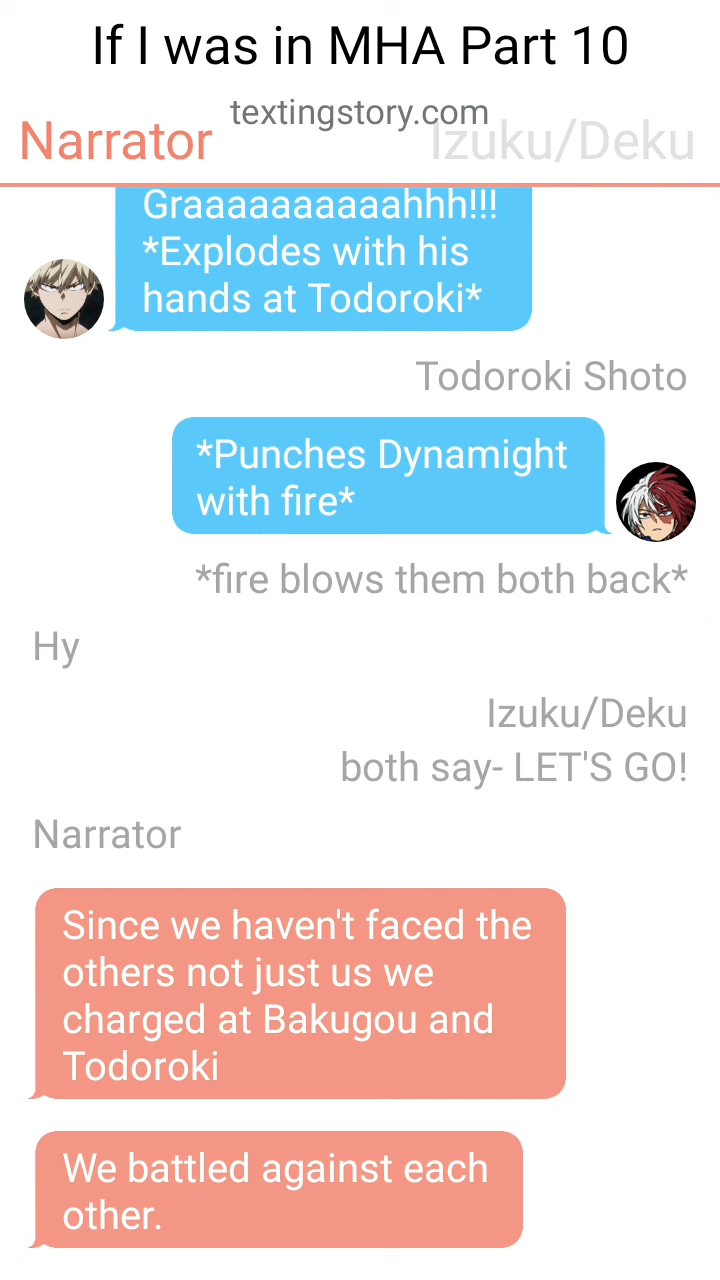 If I was in MHA Part 10
textingstory.com
Narrator
Izuku/Deku
Graaaaaaaaaahhh!!!
*Explodes with his
hands at Todoroki*
Todoroki Shoto
*Punches Dynamight
with fire*
*fire blows them both back*
Hy
Izuku/Deku
both say- LET'S GO!
Narrator
Since we haven't faced the
others not just us we
charged at Bakugou and
Todoroki
We battled against each
other.